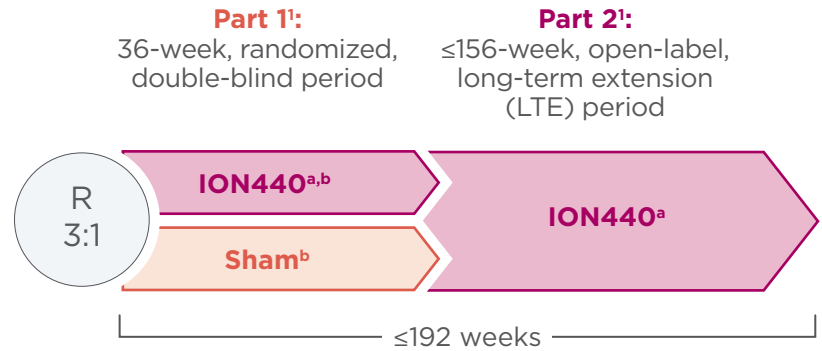 Part 1¹:
36-week, randomized,
double-blind period
Part 2¹:
≤156-week, open-label,
long-term extension
(LTE) period
R
3:1
ION440ᵃ,ᵇ
Shamᵇ
ION440ᵃ
≤192 weeks